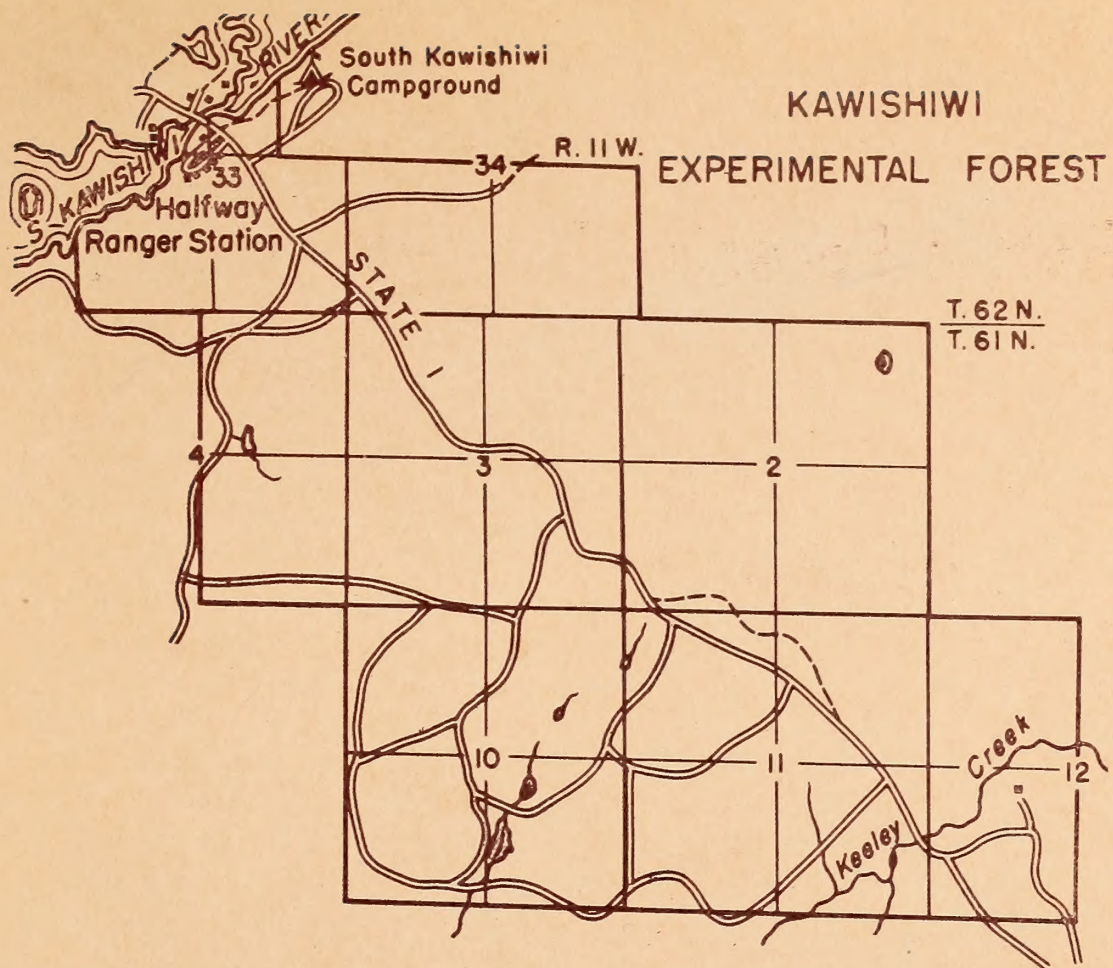 RIVER
South Kawishiwi
Campground
KAWISHIWI
EXPERIMENTAL FOREST
R. 11 W.
34
33
S KAWISHIWI
Halfway
Ranger Station
STATE 1
T. 62 N.
T. 61 N.
4
3
2
10
11
12
Keeley Creek